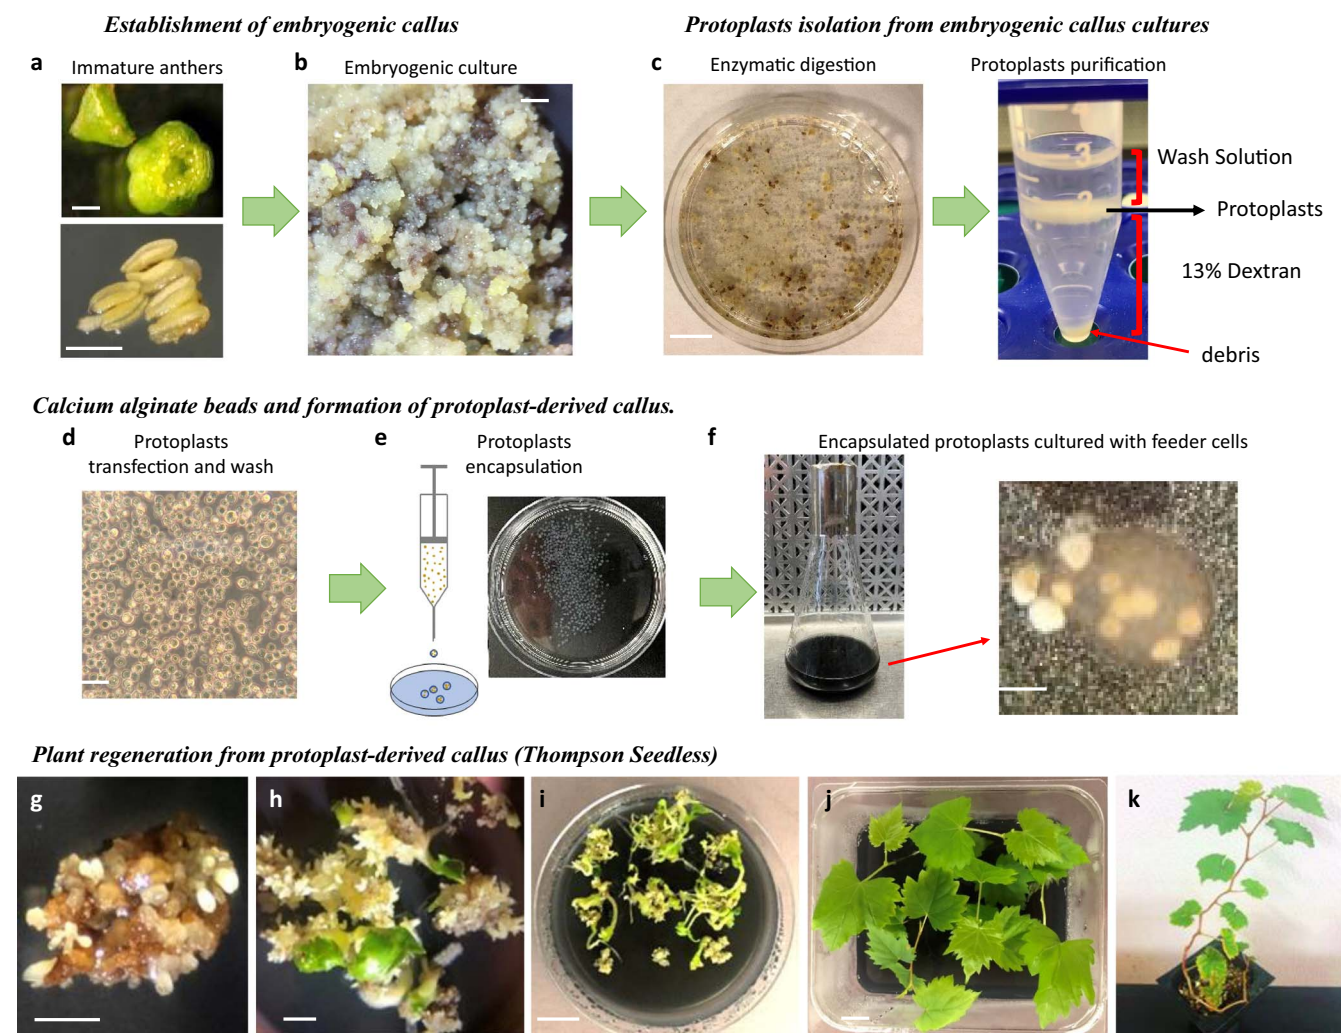 Establishment of embryogenic callus
Protoplasts isolation from embryogenic callus cultures
a
Immature anthers
b
Embryogenic culture
c
Enzymatic digestion
Protoplasts purification
3
2
Wash Solution
Protoplasts
13% Dextran
debris
Calcium alginate beads and formation of protoplast-derived callus.
d
Protoplasts
transfection and wash
e
Protoplasts
encapsulation
f
Encapsulated protoplasts cultured with feeder cells
Plant regeneration from protoplast-derived callus (Thompson Seedless)
g
h
i
j
k